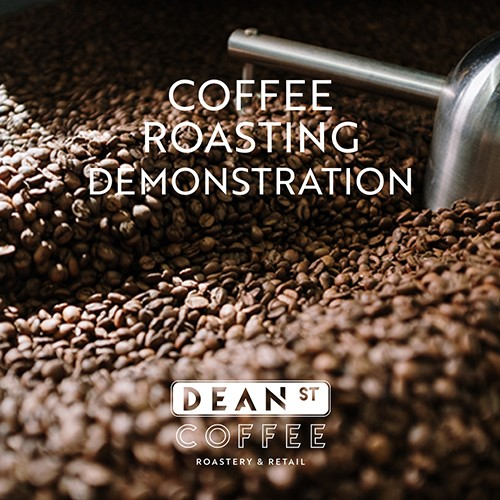 COFFEE
ROASTING
DEMONSTRATION
DEAN ST
COFFEE
ROASTERY & RETAIL